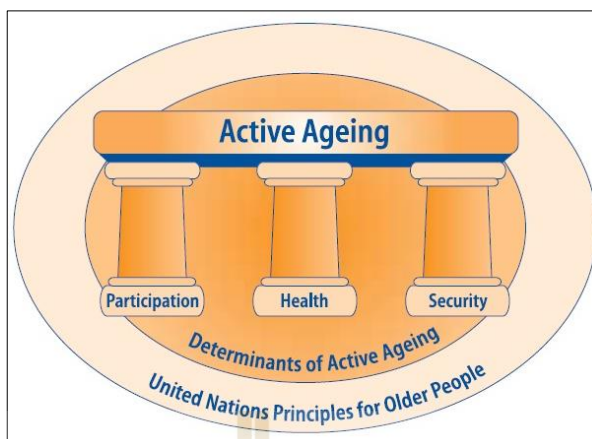 Active Ageing
Participation
Health
Security
Determinants of Active Ageing
United Nations Principles for Older People